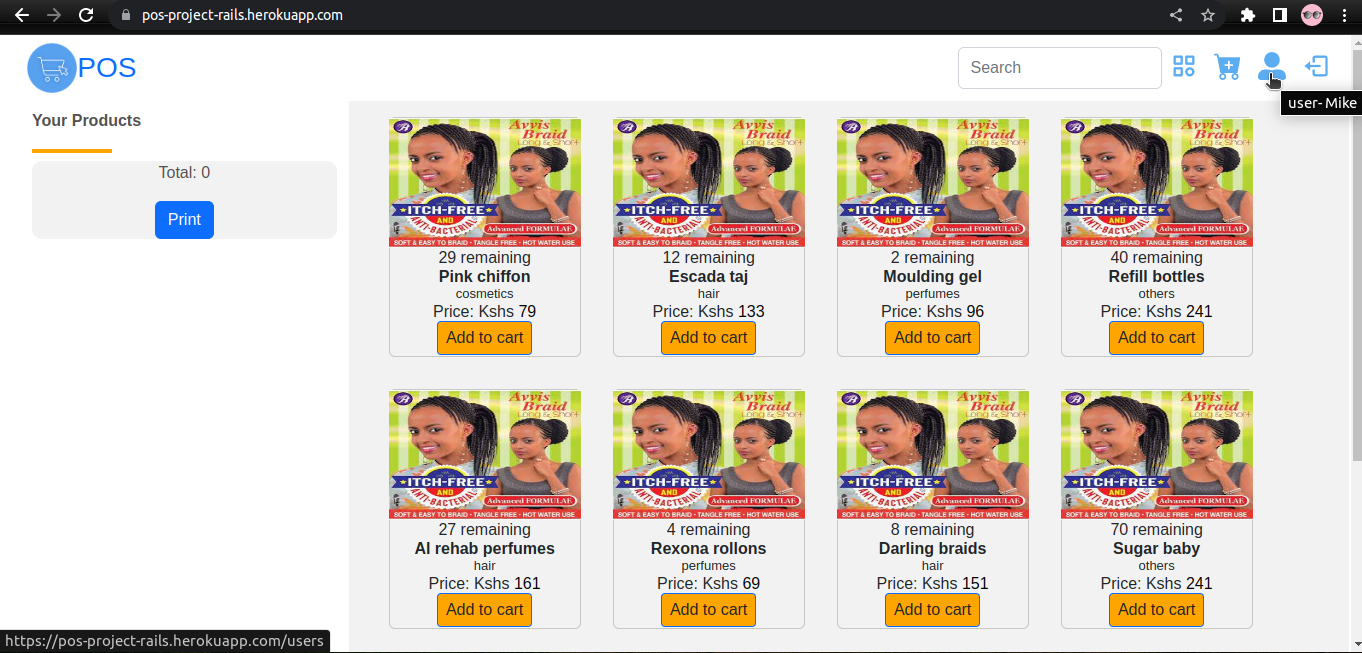 pos-project-rails.herokuapp.com
POS
Search
user- Mike
Your Products
Total: 0
Print
Avvis
Braid
Long & Short
ITCH-FREE
AND
ANTI-BACTERIAL
Advanced FORMULAE
SOFT & EASY TO BRAID · TANGLE FREE · HOT WATER USE
29 remaining
Pink chiffon
cosmetics
Price: Kshs 79
Add to cart
Avvis
Braid
Long & Short
ITCH-FREE
AND
ANTI-BACTERIAL
Advanced FORMULAE
SOFT & EASY TO BRAID · TANGLE FREE · HOT WATER USE
12 remaining
Escada taj
hair
Price: Kshs 133
Add to cart
Avvis
Braid
Long & Short
ITCH-FREE
AND
ANTI-BACTERIAL
Advanced FORMULAE
SOFT & EASY TO BRAID · TANGLE FREE · HOT WATER USE
2 remaining
Moulding gel
perfumes
Price: Kshs 96
Add to cart
Avvis
Braid
Long & Short
ITCH-FREE
AND
ANTI-BACTERIAL
Advanced FORMULAE
SOFT & EASY TO BRAID · TANGLE FREE · HOT WATER USE
40 remaining
Refill bottles
others
Price: Kshs 241
Add to cart
Avvis
Braid
Long & Short
ITCH-FREE
AND
ANTI-BACTERIAL
Advanced FORMULAE
SOFT & EASY TO BRAID · TANGLE FREE · HOT WATER USE
27 remaining
Al rehab perfumes
hair
Price: Kshs 161
Add to cart
Avvis
Braid
Long & Short
ITCH-FREE
AND
ANTI-BACTERIAL
Advanced FORMULAE
SOFT & EASY TO BRAID · TANGLE FREE · HOT WATER USE
4 remaining
Rexona rollons
perfumes
Price: Kshs 69
Add to cart
Avvis
Braid
Long & Short
ITCH-FREE
AND
ANTI-BACTERIAL
Advanced FORMULAE
SOFT & EASY TO BRAID · TANGLE FREE · HOT WATER USE
8 remaining
Darling braids
hair
Price: Kshs 151
Add to cart
Avvis
Braid
Long & Short
ITCH-FREE
AND
ANTI-BACTERIAL
Advanced FORMULAE
SOFT & EASY TO BRAID · TANGLE FREE · HOT WATER USE
70 remaining
Sugar baby
others
Price: Kshs 241
Add to cart
https://pos-project-rails.herokuapp.com/users